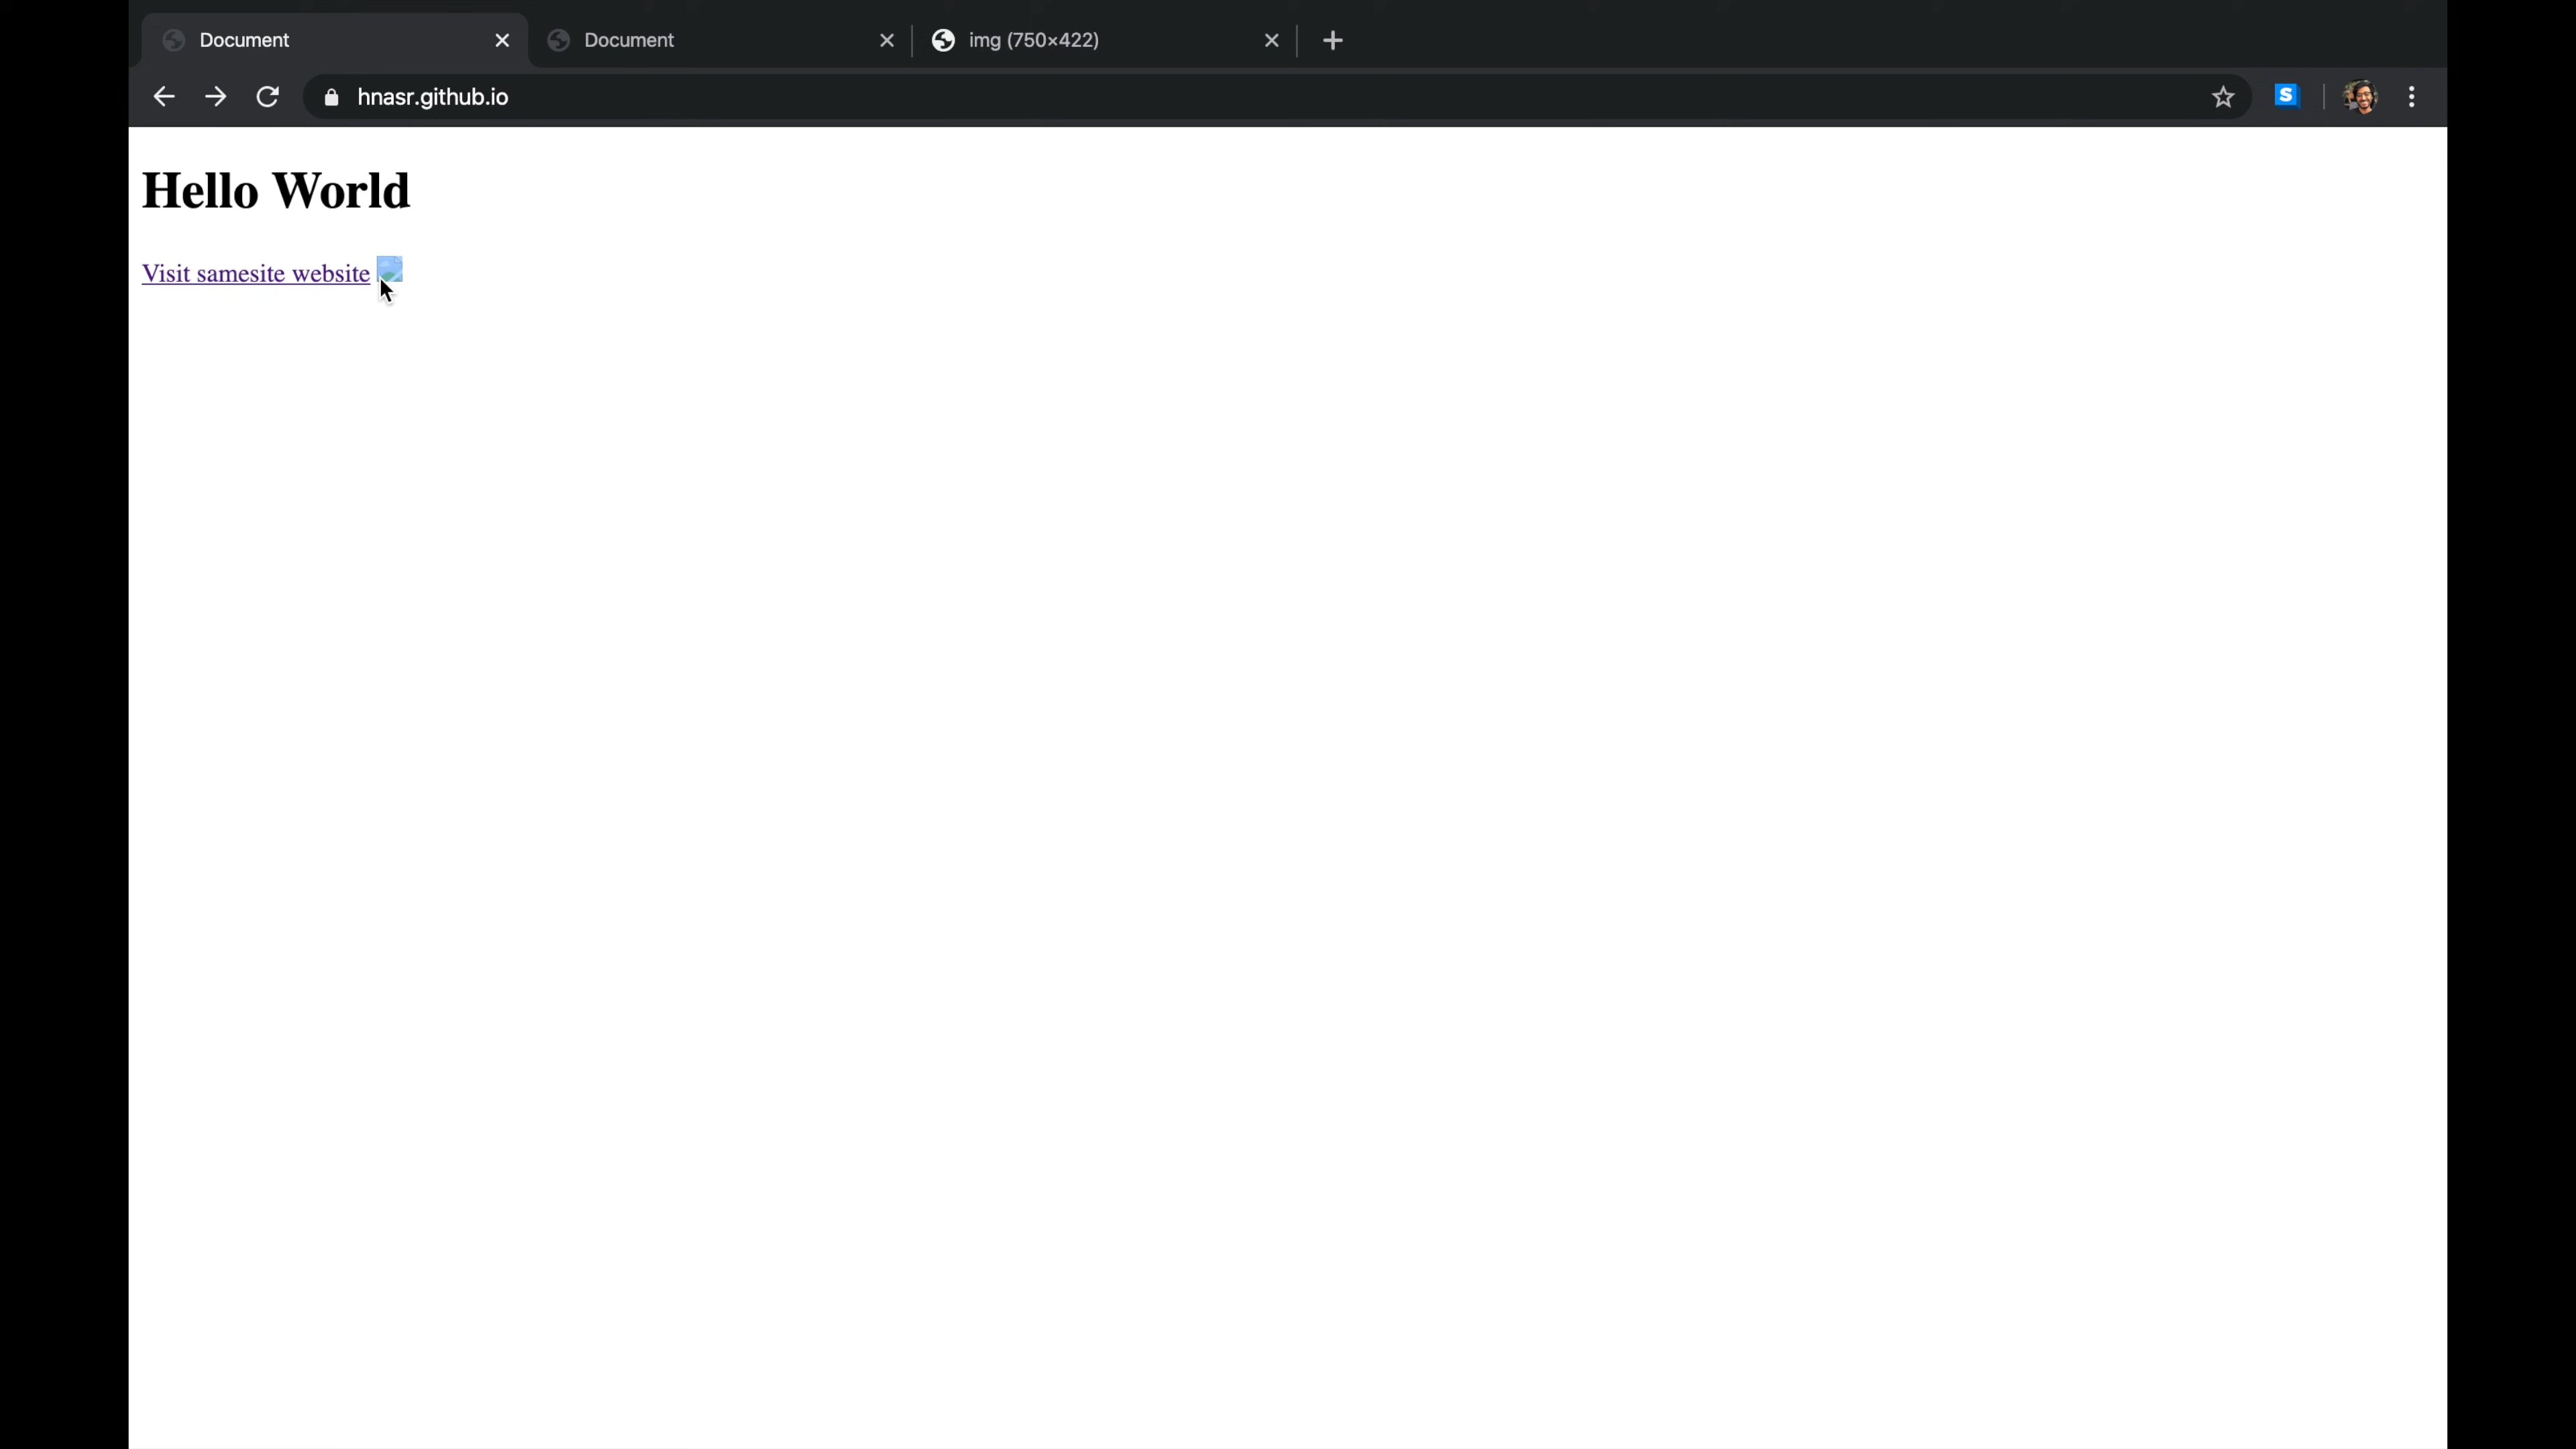 Document
Document
img (750×422)
hnasr.github.io
S
Hello World
Visit samesite website